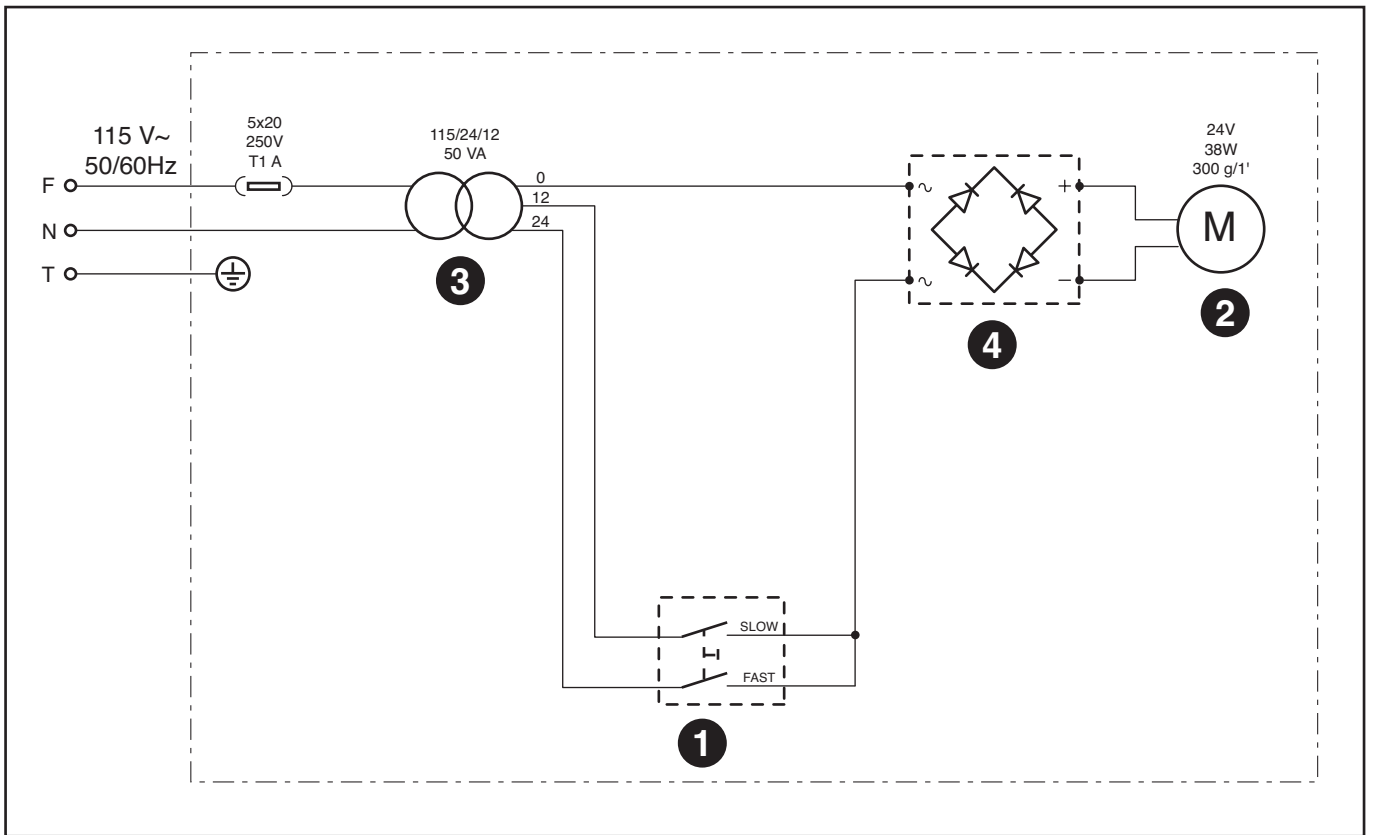 115 V~
50/60Hz
F
N
T
5x20
250V
T1 A
115/24/12
50 VA
0
12
24
3
~
~
+
−
4
24V
38W
300 g/1'
M
2
SLOW
FAST
1